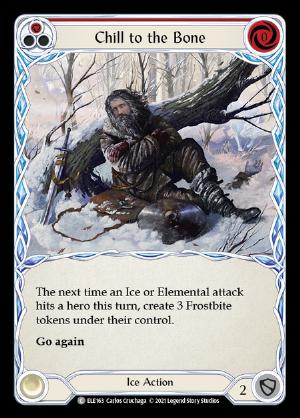 Chill to the Bone
0
The next time an Ice or Elemental attack
hits a hero this turn, create 3 Frostbite
tokens under their control.
Go again
Ice Action
2
C ELE163 Carlos Cruchaga © 2021 Legend Story Studios